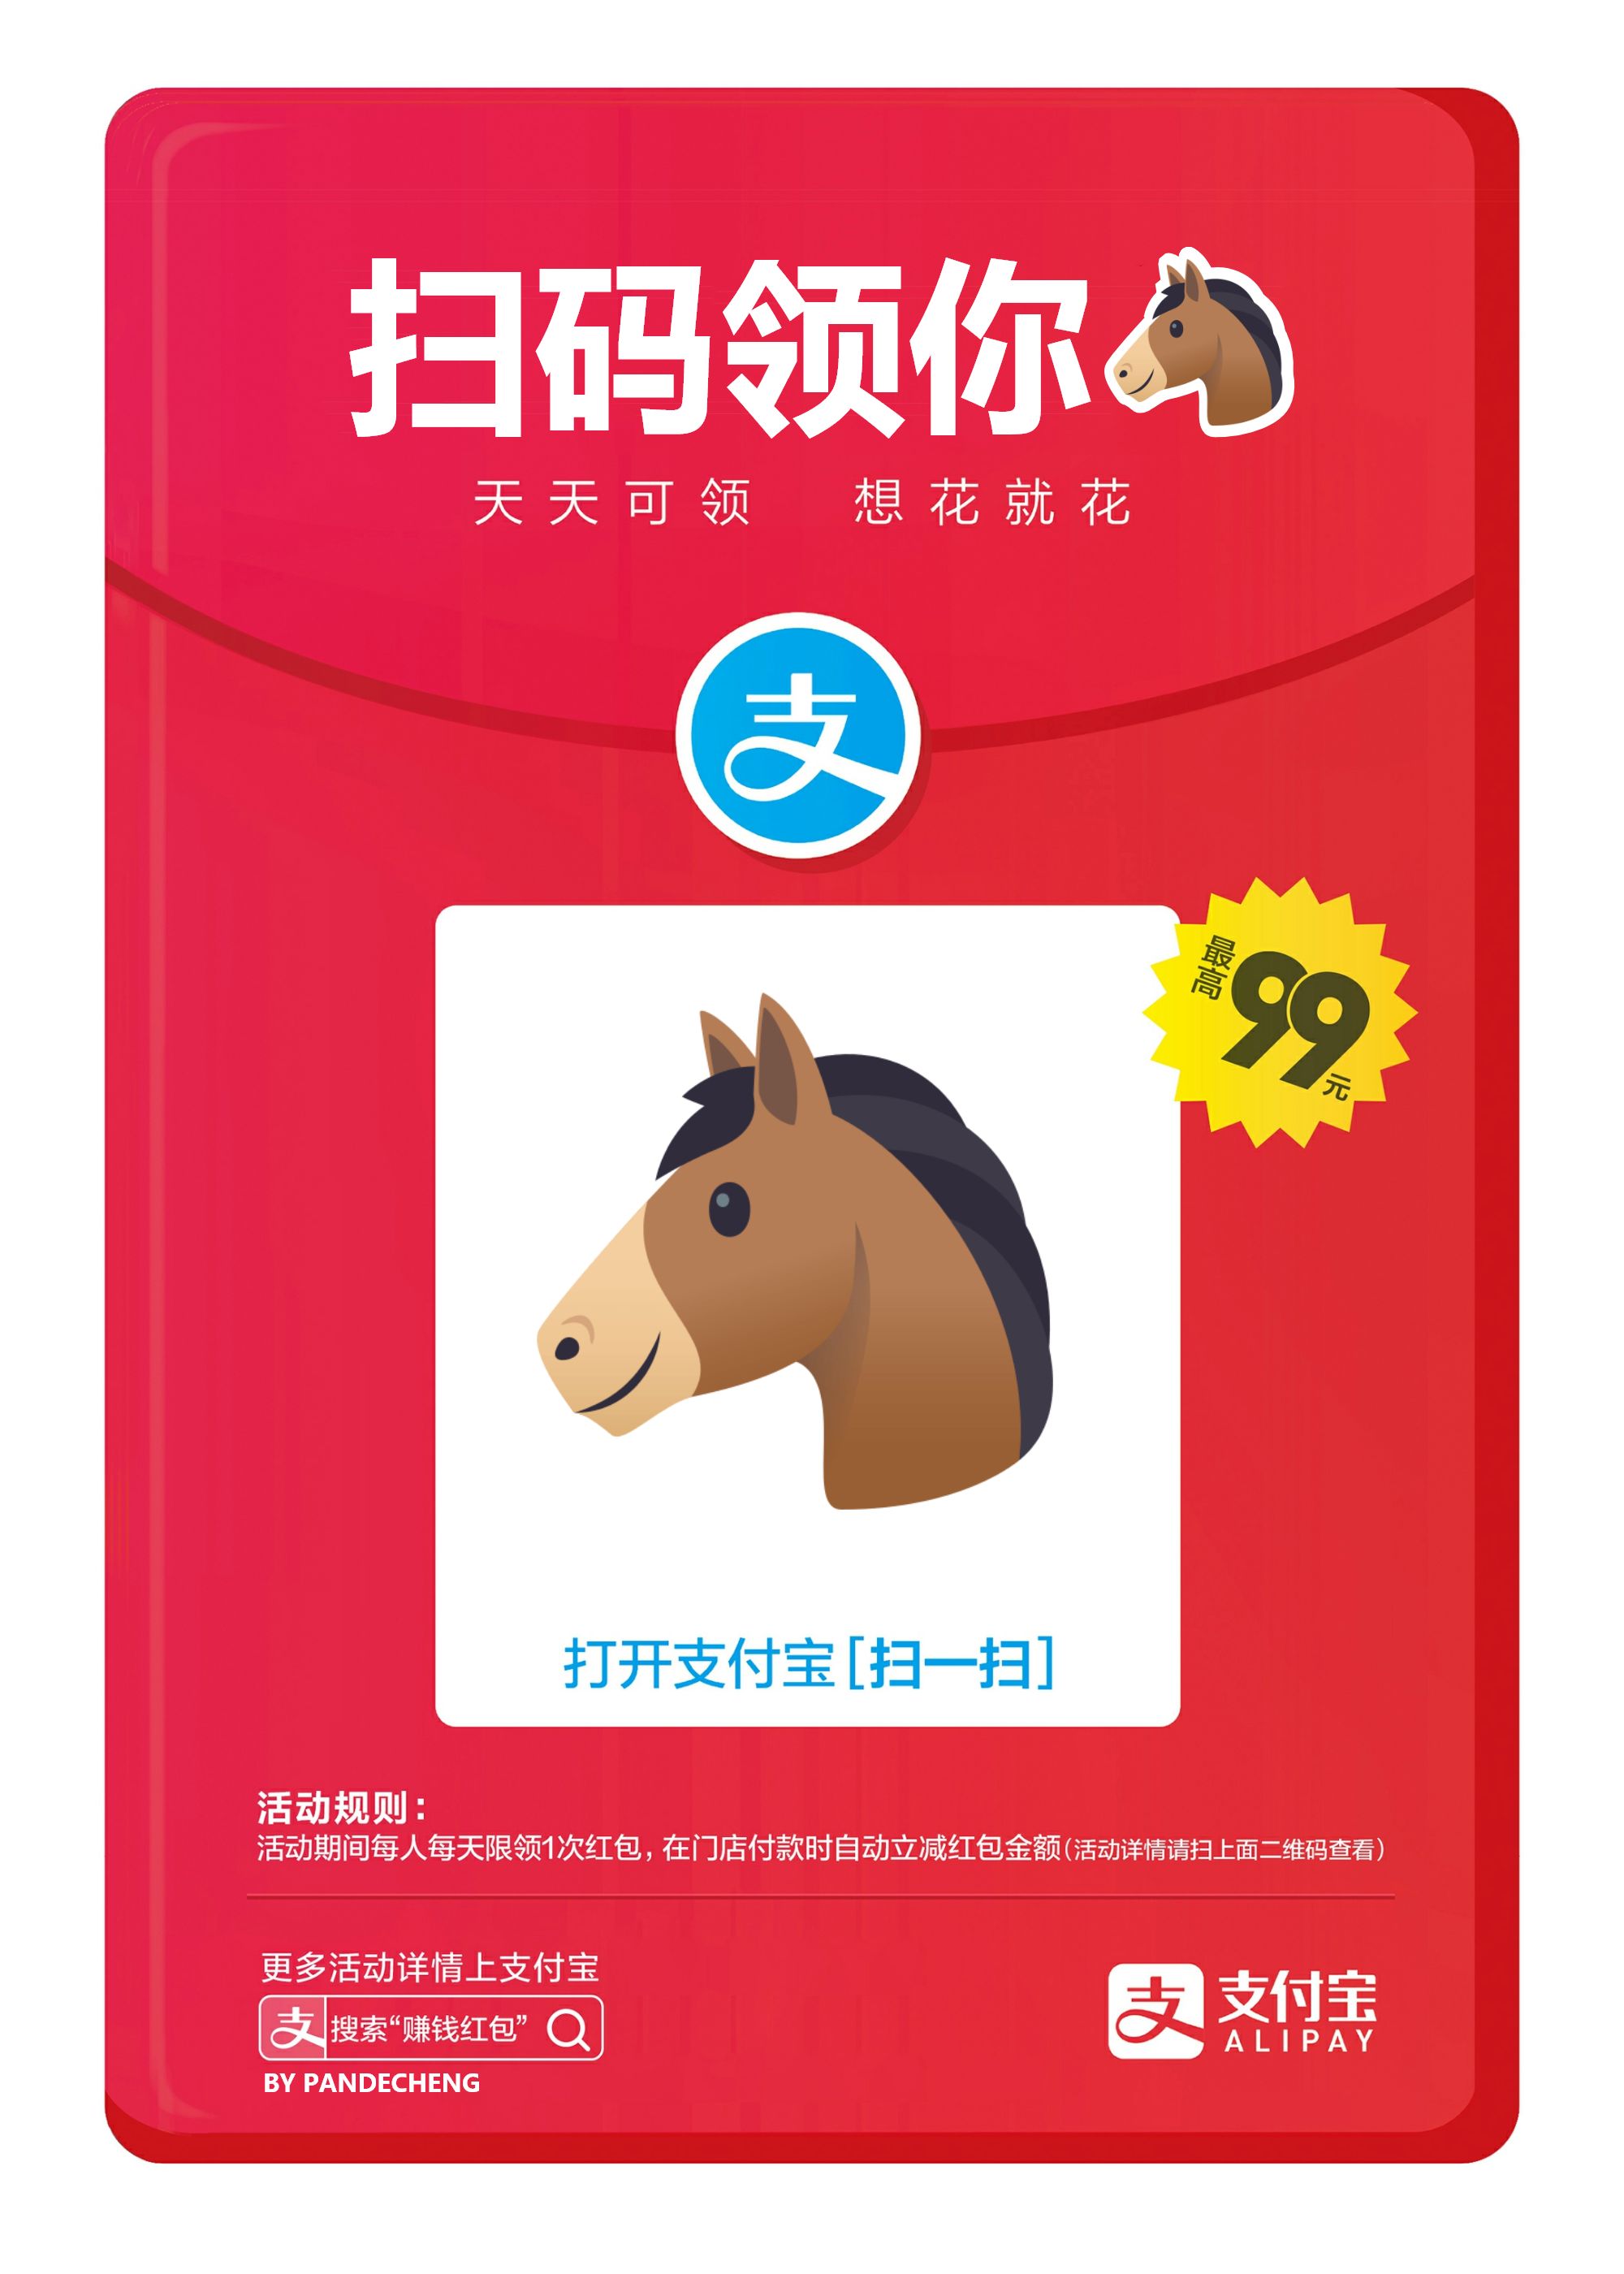 扫码领你
天天可领 想花就花
支
最高99元
打开支付宝[扫一扫]
活动规则：
活动期间每人每天限领1次红包，在门店付款时自动立减红包金额（活动详情请扫上面二维码查看）
更多活动详情上支付宝
支 搜索“赚钱红包”
BY PANDECHENG
支 支付宝
ALIPAY